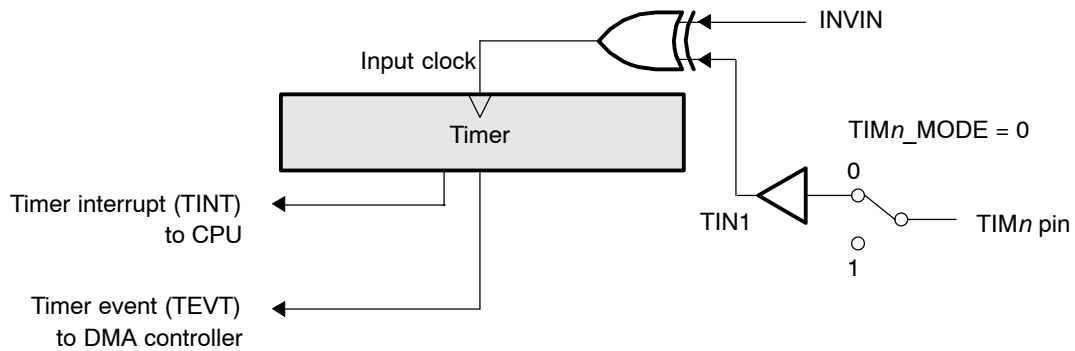 INVIN
Input clock
Timer
TIMn_MODE = 0
0
Timer interrupt (TINT)
to CPU
TIN1
TIMn pin
1
Timer event (TEVT)
to DMA controller